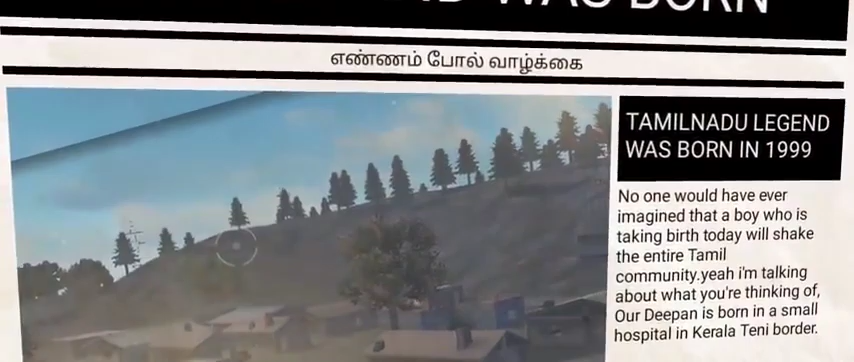 WAS BORN
எண்ணம் போல் வாழ்க்கை
TAMILNADU LEGEND
WAS BORN IN 1999
No one would have ever
imagined that a boy who is
taking birth today will shake
the entire Tamil
community.yeah i'm talking
about what you're thinking of,
Our Deepan is born in a small
hospital in Kerala Teni border.